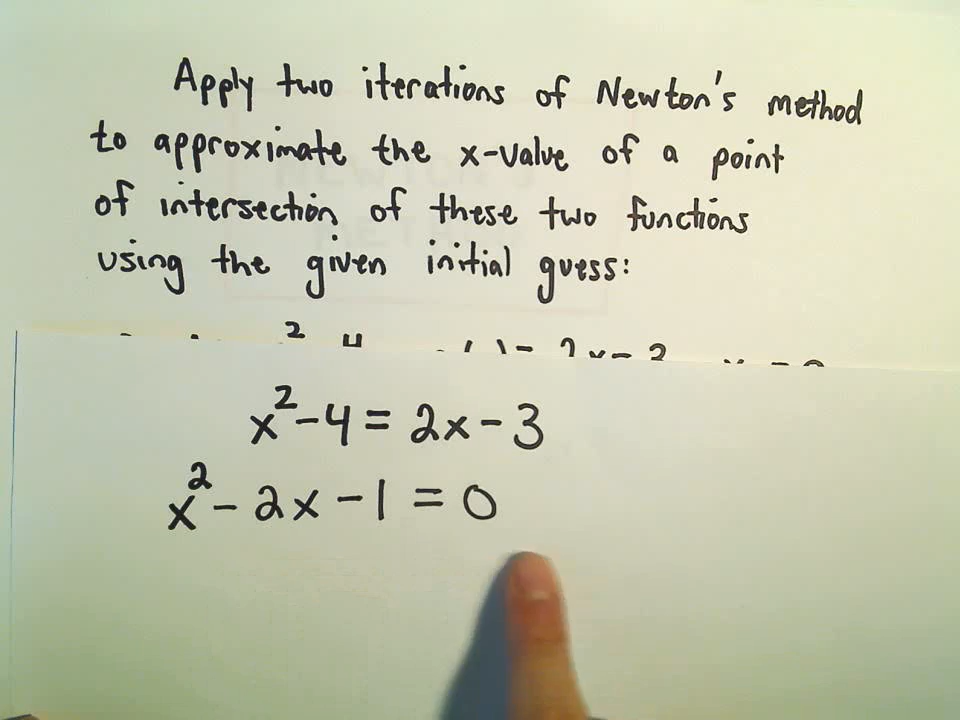 Apply two iterations of Newton's method
to approximate the x-value of a point
of intersection of these two functions
using the given initial guess:
x² - 4 = 2x - 3
x² - 2x - 1 = 0